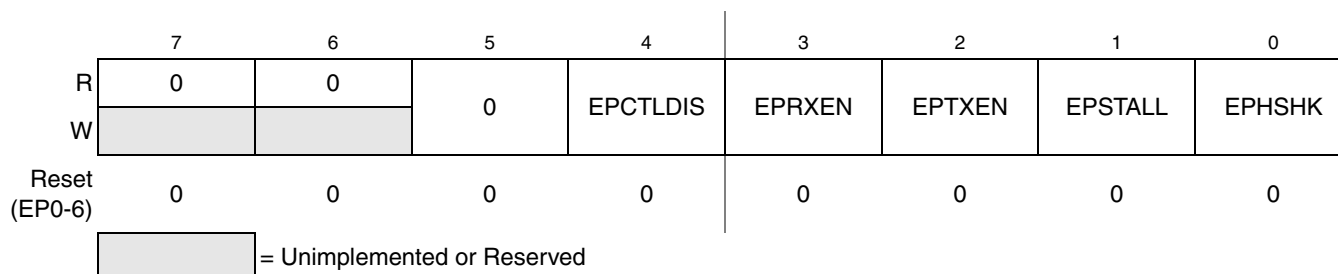 7 6 5 4 3 2 1 0
R 0 0 0 EPCTLDIS EPRXEN EPTXEN EPSTALL EPHSHK
W
Reset
(EP0-6) 0 0 0 0 0 0 0 0
= Unimplemented or Reserved